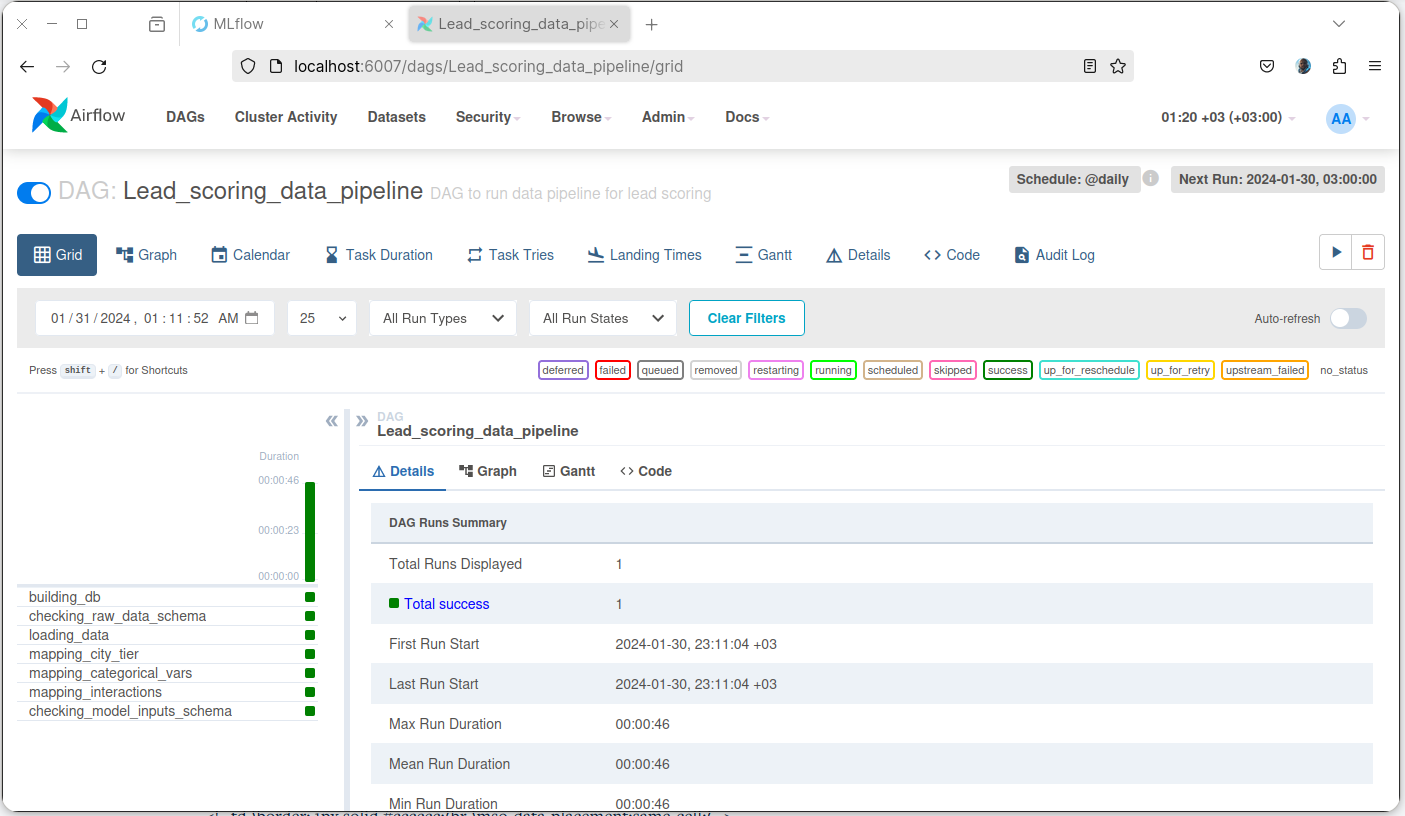 MLflow
Lead_scoring_data_pipe
localhost:6007/dags/Lead_scoring_data_pipeline/grid
Airflow DAGs Cluster Activity Datasets Security Browse Admin Docs 01:20 +03 (+03:00) AA
DAG: Lead_scoring_data_pipeline DAG to run data pipeline for lead scoring
Schedule: @daily i Next Run: 2024-01-30, 03:00:00
Grid Graph Calendar Task Duration Task Tries Landing Times Gantt Details Code Audit Log
01 / 31 / 2024 , 01 : 11 : 52 AM 25 All Run Types All Run States Clear Filters Auto-refresh
Press shift + / for Shortcuts
deferred failed queued removed restarting running scheduled skipped success up_for_reschedule up_for_retry upstream_failed no_status
Duration
00:00:46
00:00:23
00:00:00
building_db
checking_raw_data_schema
loading_data
mapping_city_tier
mapping_categorical_vars
mapping_interactions
checking_model_inputs_schema
DAG
Lead_scoring_data_pipeline
Details Graph Gantt Code
DAG Runs Summary
Total Runs Displayed 1
Total success 1
First Run Start 2024-01-30, 23:11:04 +03
Last Run Start 2024-01-30, 23:11:04 +03
Max Run Duration 00:00:46
Mean Run Duration 00:00:46
Min Run Duration 00:00:46